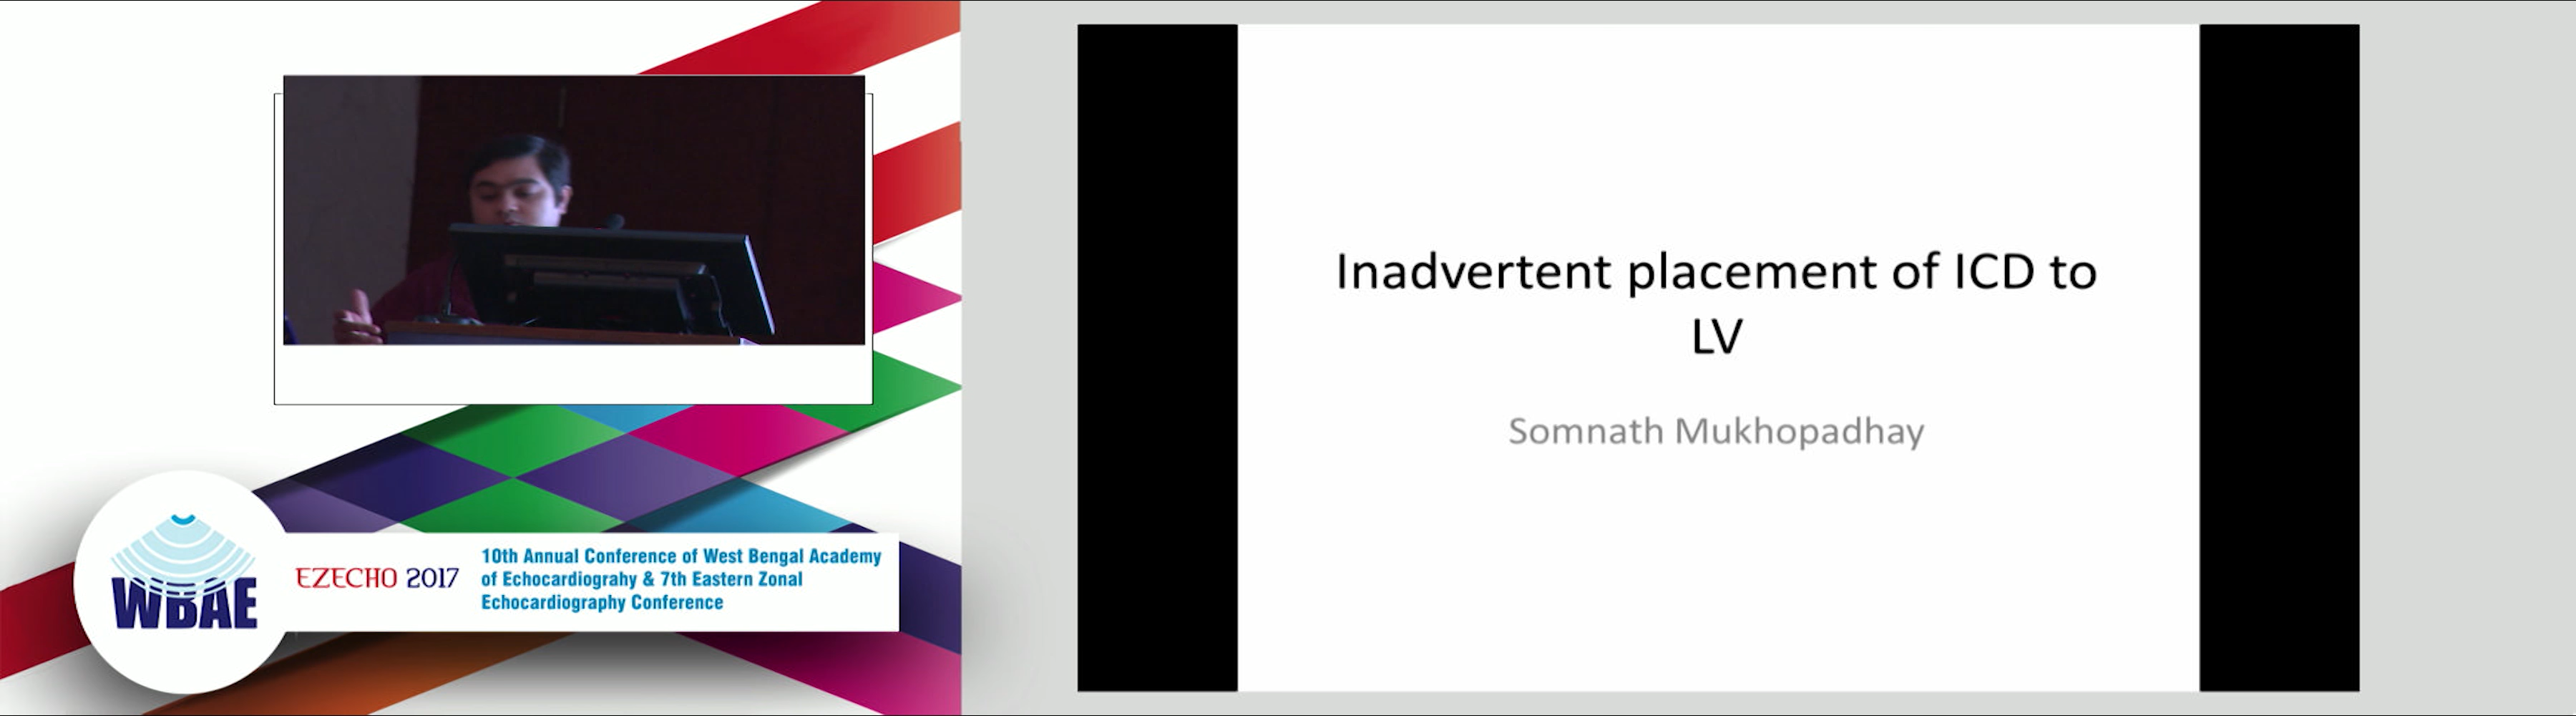 WBAE
EZECHO 2017
10th Annual Conference of West Bengal Academy
of Echocardiograhy & 7th Eastern Zonal
Echocardiography Conference
Inadvertent placement of ICD to
LV
Somnath Mukhopadhay